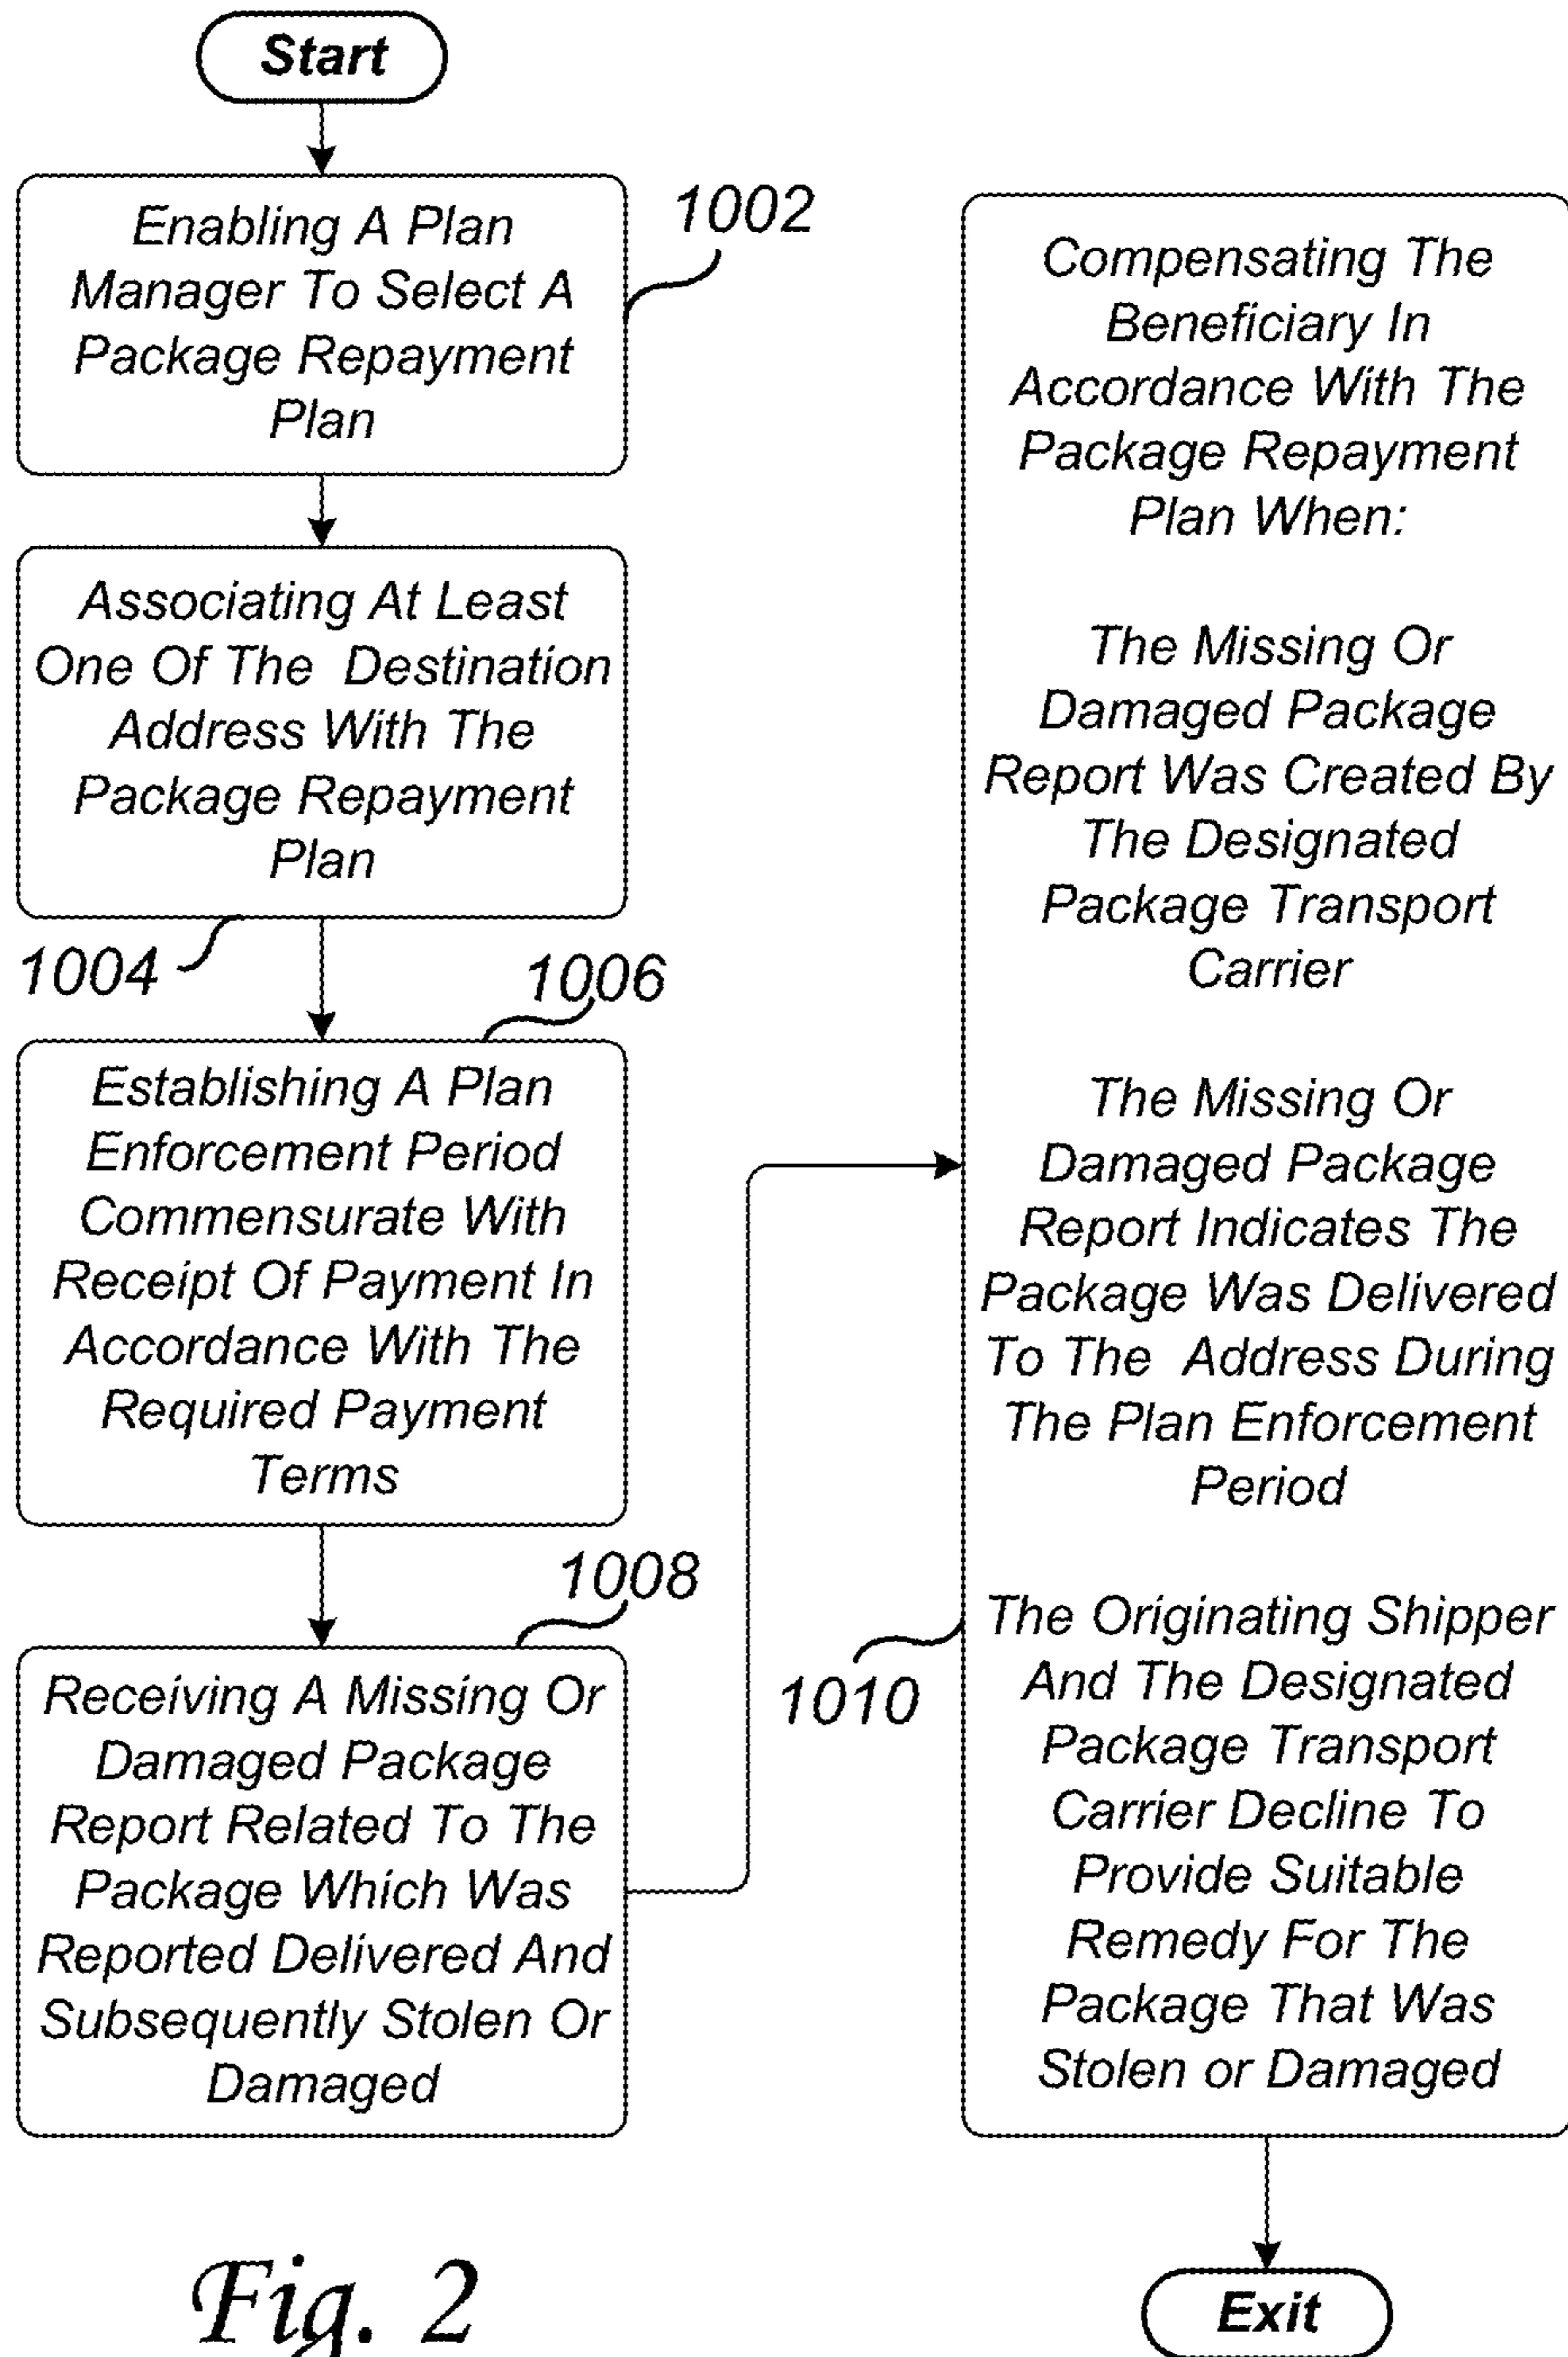 Start
Enabling A Plan
Manager To Select A
Package Repayment
Plan
1002
Associating At Least
One Of The  Destination
Address With The
Package Repayment
Plan
1004
1006
Establishing A Plan
Enforcement Period
Commensurate With
Receipt Of Payment In
Accordance With The
Required Payment
Terms
1008
Receiving A Missing Or
Damaged Package
Report Related To The
Package Which Was
Reported Delivered And
Subsequently Stolen Or
Damaged
Compensating The
Beneficiary In
Accordance With The
Package Repayment
Plan When:
The Missing Or
Damaged Package
Report Was Created By
The Designated
Package Transport
Carrier
The Missing Or
Damaged Package
Report Indicates The
Package Was Delivered
To The  Address During
The Plan Enforcement
Period
The Originating Shipper
And The Designated
Package Transport
Carrier Decline To
Provide Suitable
Remedy For The
Package That Was
Stolen or Damaged
1010
Exit
Fig. 2